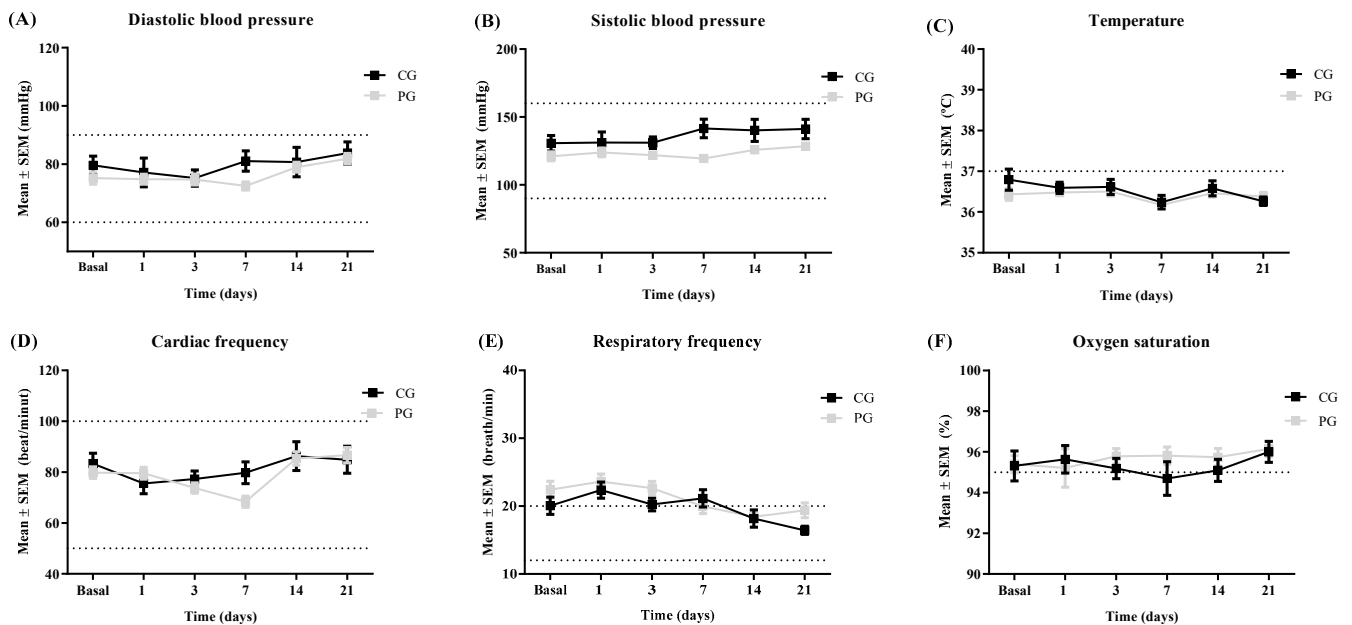 (A) Diastolic blood pressure
Mean ± SEM (mmHg)
120
100
80
60
Basal 1 3 7 14 21
Time (days)
CG
PG
(B) Sistolic blood pressure
Mean ± SEM (mmHg)
200
150
100
50
Basal 1 3 7 14 21
Time (days)
CG
PG
(C) Temperature
Mean ± SEM (ºC)
40
39
38
37
36
35
Basal 1 3 7 14 21
Time (days)
CG
PG
(D) Cardiac frequency
Mean ± SEM (beat/minut)
120
100
80
60
40
Basal 1 3 7 14 21
Time (days)
CG
PG
(E) Respiratory frequency
Mean ± SEM (breath/min)
40
30
20
10
Basal 1 3 7 14 21
Time (days)
CG
PG
(F) Oxygen saturation
Mean ± SEM (%)
100
98
96
94
92
90
Basal 1 3 7 14 21
Time (days)
CG
PG